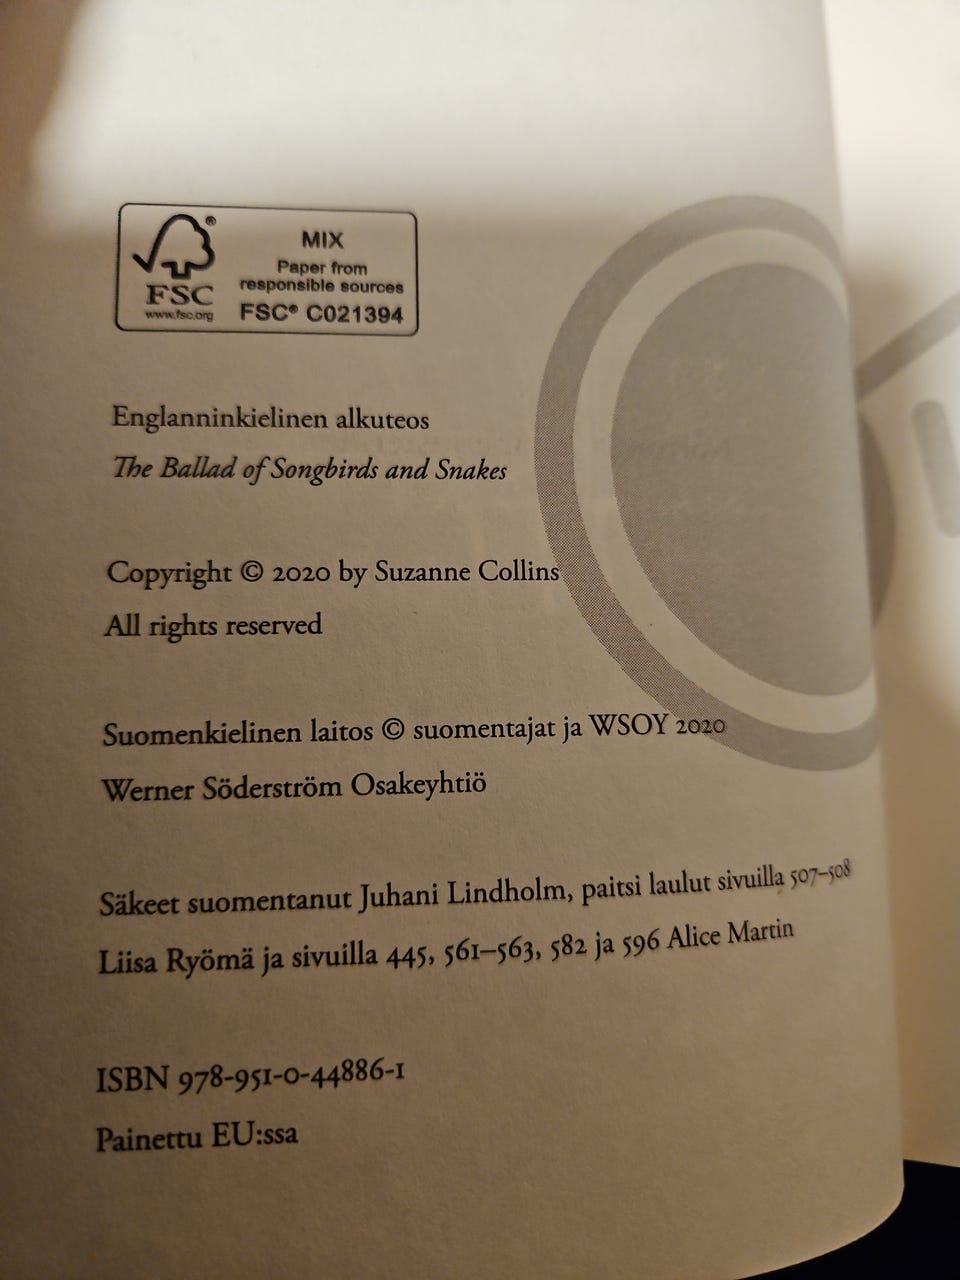 FSC®
www.fsc.org
MIX
Paper from
responsible sources
FSC® C021394
Englanninkielinen alkuteos
The Ballad of Songbirds and Snakes
Copyright © 2020 by Suzanne Collins
All rights reserved
Suomenkielinen laitos © suomentajat ja WSOY 2020
Werner Söderström Osakeyhtiö
Säkeet suomentanut Juhani Lindholm, paitsi laulut sivuilla 507–508
Liisa Ryömä ja sivuilla 445, 561–563, 582 ja 596 Alice Martin
ISBN 978-951-0-44886-1
Painettu EU:ssa